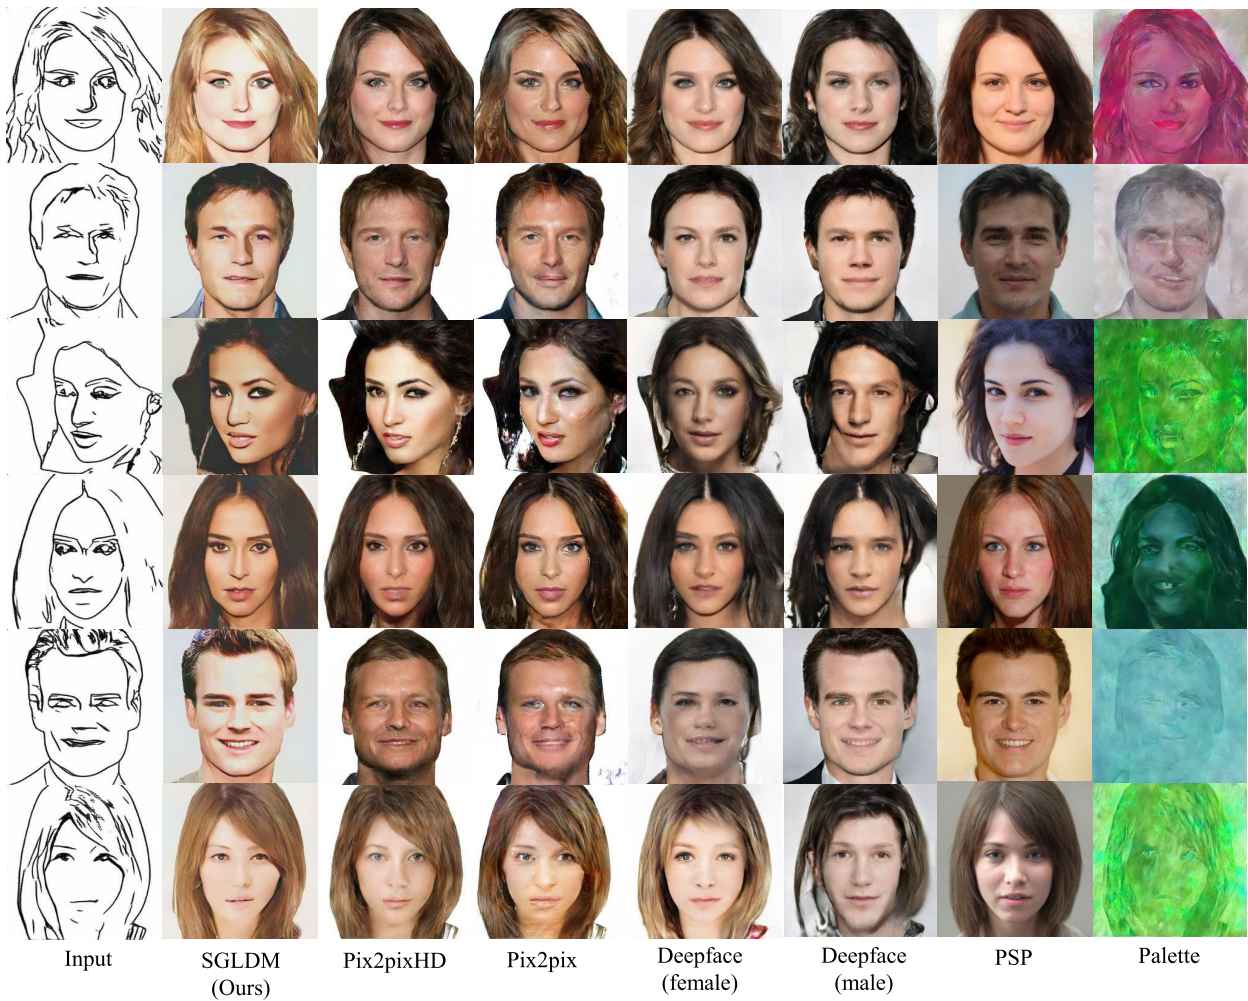 Input
SGLDM
(Ours)
Pix2pixHD
Pix2pix
Deepface
(female)
Deepface
(male)
PSP
Palette